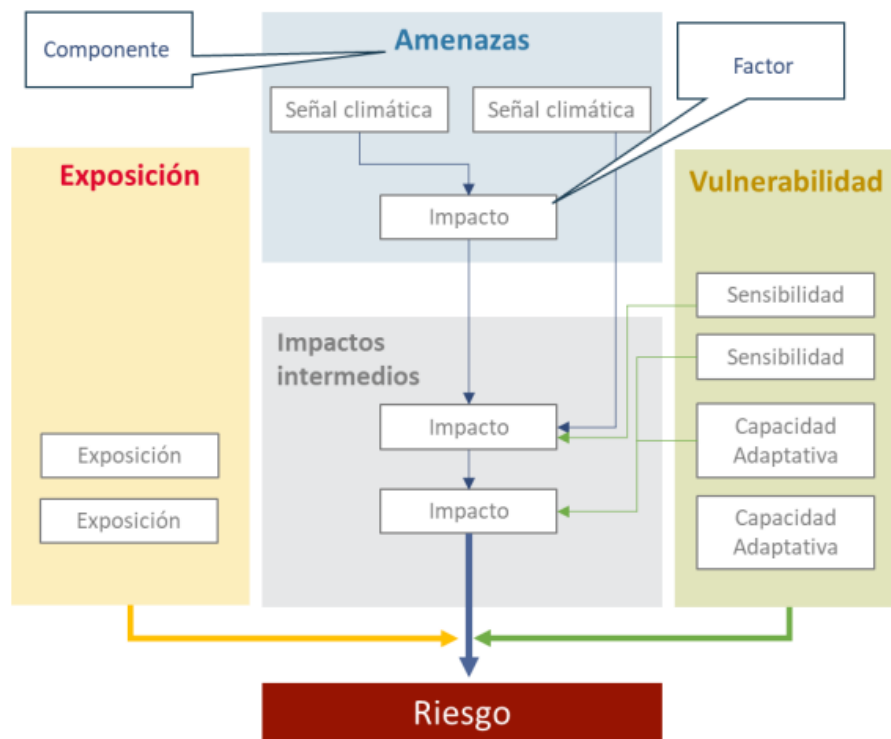 Componente
Amenazas
Factor
Señal climática
Señal climática
Exposición
Vulnerabilidad
Impacto
Sensibilidad
Impactos
intermedios
Sensibilidad
Impacto
Capacidad
Adaptativa
Exposición
Impacto
Exposición
Capacidad
Adaptativa
Riesgo